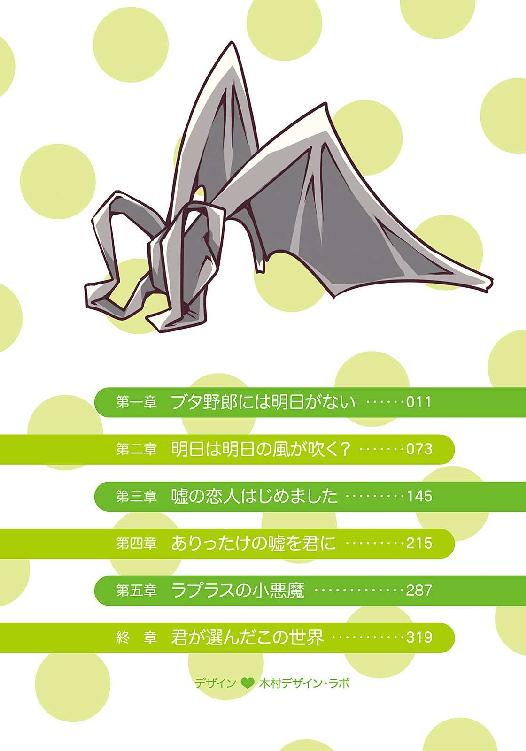 第一章 ブタ野郎には明日がない ······011
第二章 明日は明日の風が吹く? ·······073
第三章 嘘の恋人はじめました ·········145
第四章 ありったけの嘘を君に ·········215
第五章 ラプラスの小悪魔 ·············287
終 章 君が選んだこの世界 ···········319
デザイン♥木村デザイン・ラボ